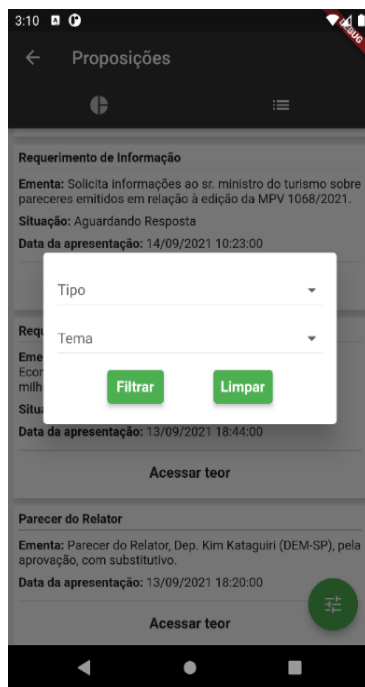 3:10
DEBUG
Proposições
Requerimento de Informação
Ementa: Solicita informações ao sr. ministro do turismo sobre
pareceres emitidos em relação à edição da MPV 1068/2021.
Situação: Aguardando Resposta
Data da apresentação: 14/09/2021 10:23:00
Tipo
Requ
Tema
Eme
Econ
milh
Filtrar
Limpar
Situa
Data da apresentação: 13/09/2021 18:44:00
Acessar teor
Parecer do Relator
Ementa: Parecer do Relator, Dep. Kim Kataguiri (DEM-SP), pela
aprovação, com substitutivo.
Data da apresentação: 13/09/2021 18:20:00
Acessar teor